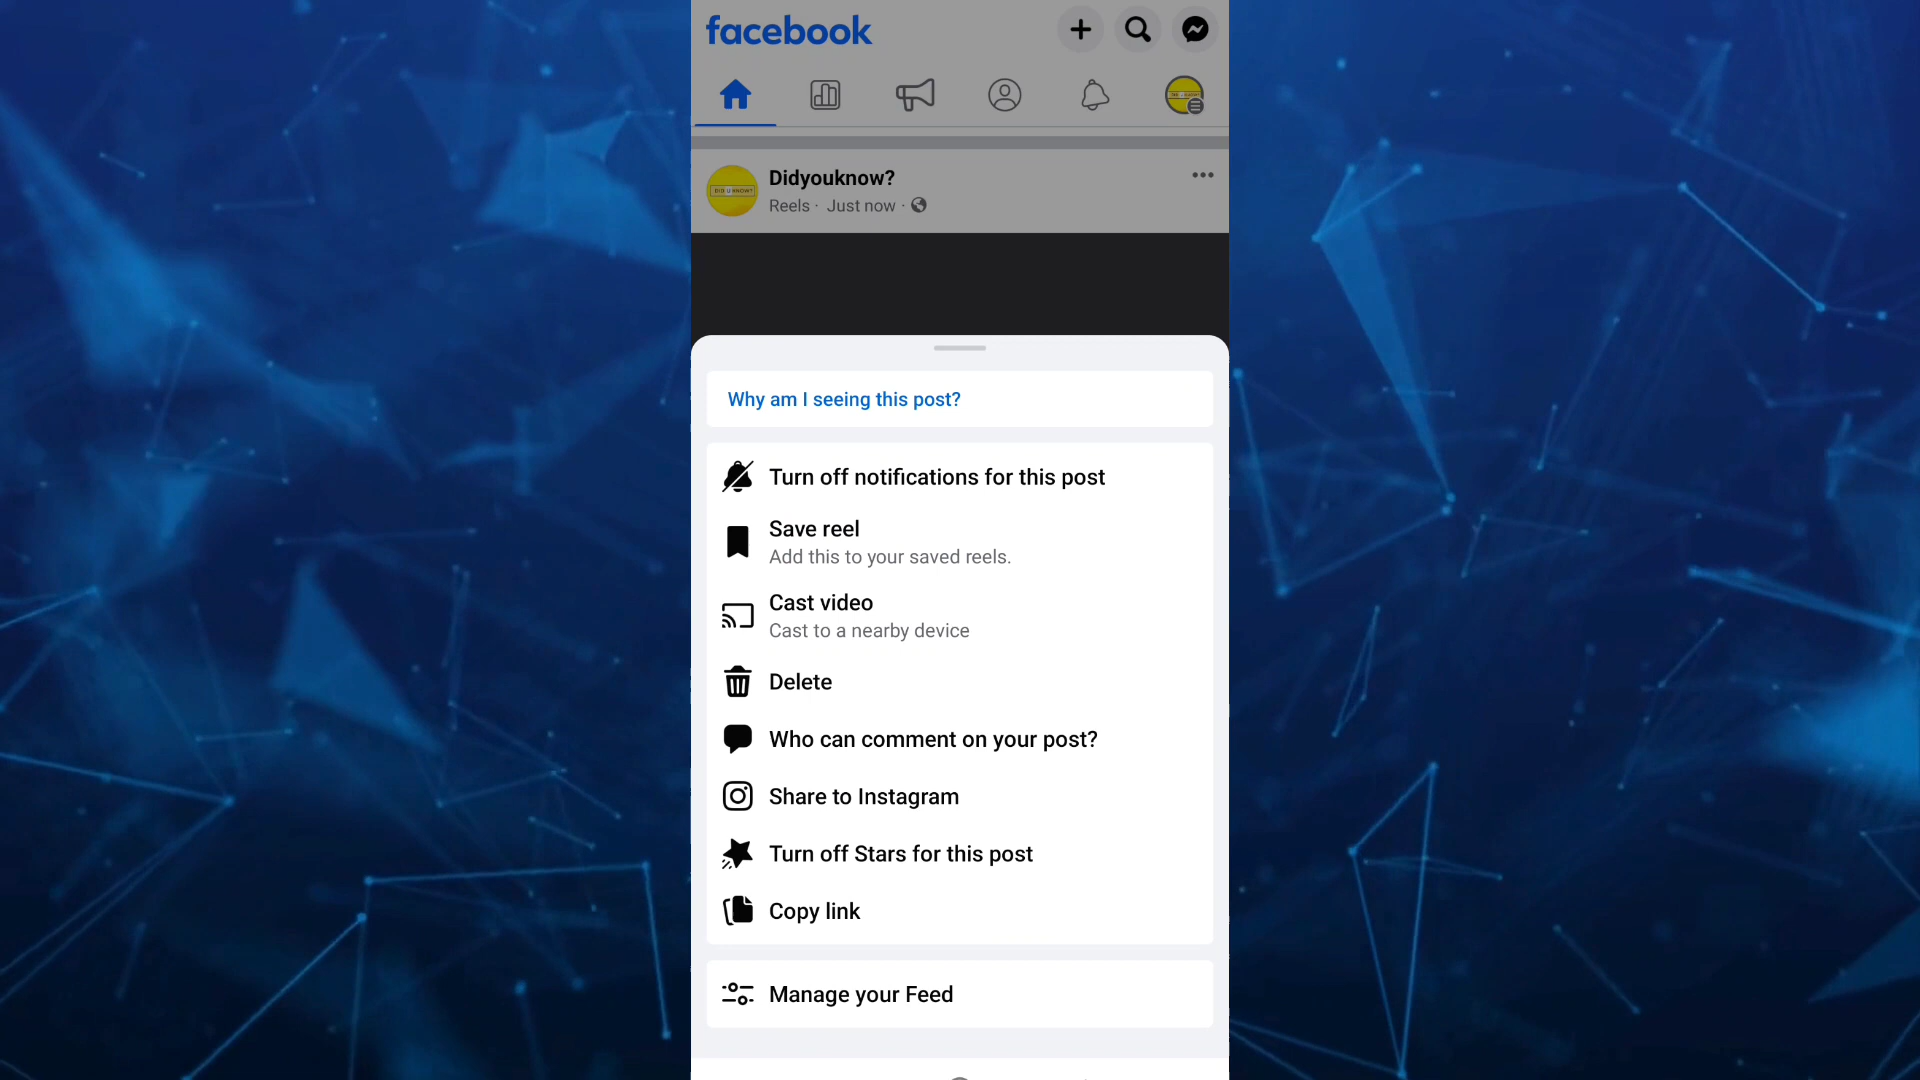 facebook
Didyouknow?
Reels · Just now ·
DID U KNOW?
Why am I seeing this post?
Turn off notifications for this post
Save reel
Add this to your saved reels.
Cast video
Cast to a nearby device
Delete
Who can comment on your post?
Share to Instagram
Turn off Stars for this post
Copy link
Manage your Feed